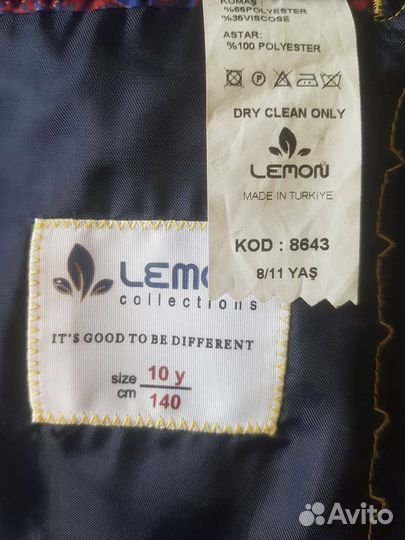 KUMAŞ :
%65POLYESTER
%35VISCOSE
ASTAR:
%100 POLYESTER
P
DRY CLEAN ONLY
LEMON
MADE IN TURKIYE
KOD : 8643
8/11 YAŞ
LEMO
collections
IT'S GOOD TO BE DIFFERENT
size 10 y
cm 140
Avito